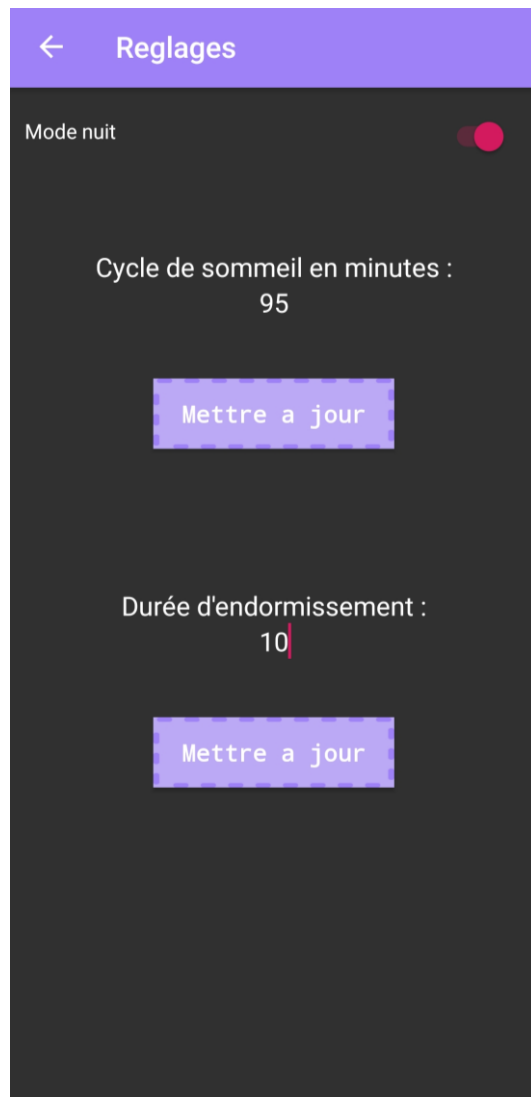 Reglages
Mode nuit
Cycle de sommeil en minutes :
95
Mettre a jour
Durée d'endormissement :
10
Mettre a jour